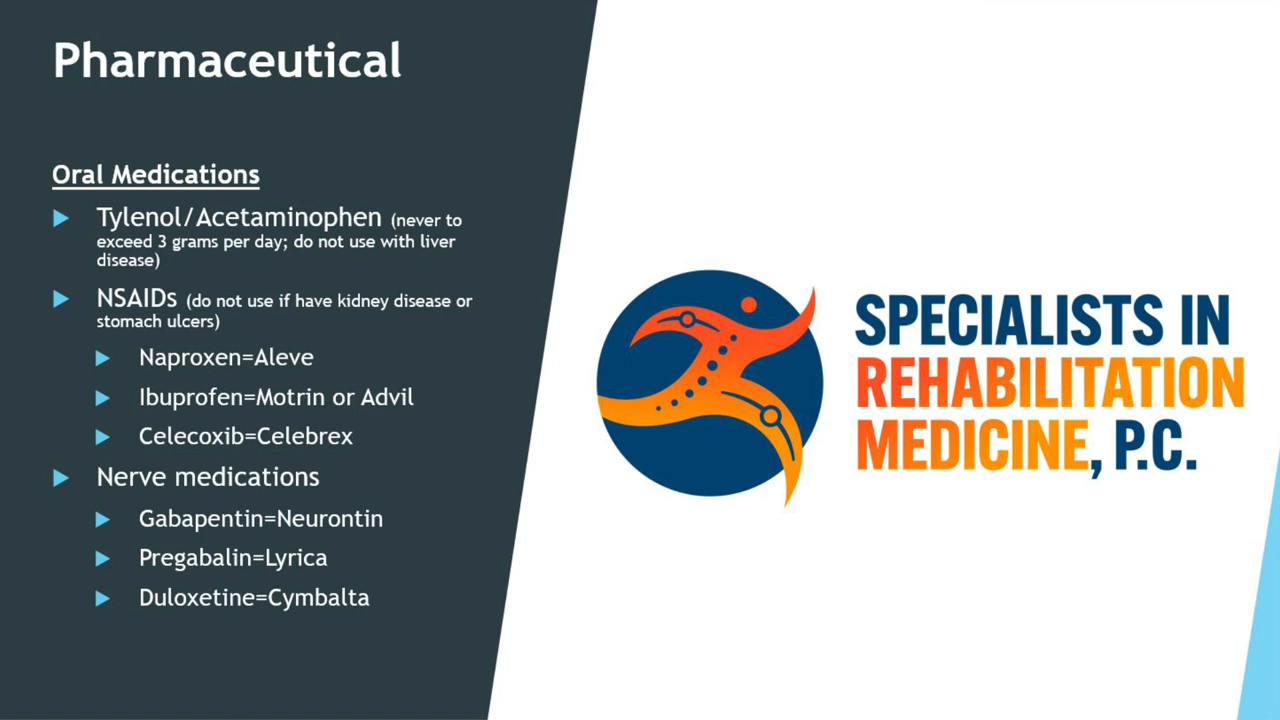 Pharmaceutical
Oral Medications
Tylenol/Acetaminophen (never to
exceed 3 grams per day; do not use with liver
disease)
NSAIDs (do not use if have kidney disease or
stomach ulcers)
Naproxen=Aleve
Ibuprofen=Motrin or Advil
Celecoxib=Celebrex
Nerve medications
Gabapentin=Neurontin
Pregabalin=Lyrica
Duloxetine=Cymbalta
SPECIALISTS IN
REHABILITATION
MEDICINE, P.C.